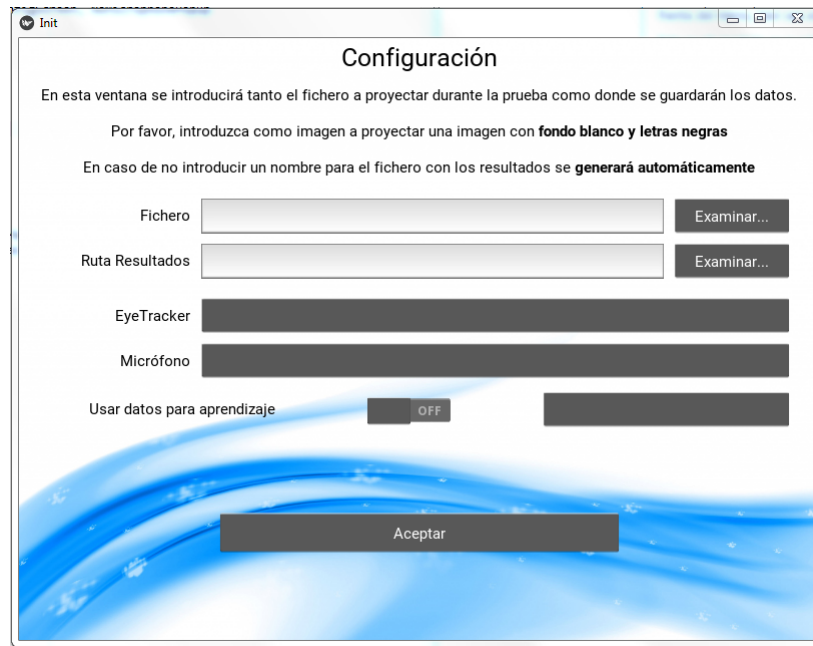 Init
Configuración
En esta ventana se introducirá tanto el fichero a proyectar durante la prueba como donde se guardarán los datos.
Por favor, introduzca como imagen a proyectar una imagen con fondo blanco y letras negras
En caso de no introducir un nombre para el fichero con los resultados se generará automáticamente
Fichero Examinar...
Ruta Resultados Examinar...
EyeTracker
Micrófono
Usar datos para aprendizaje OFF
Aceptar